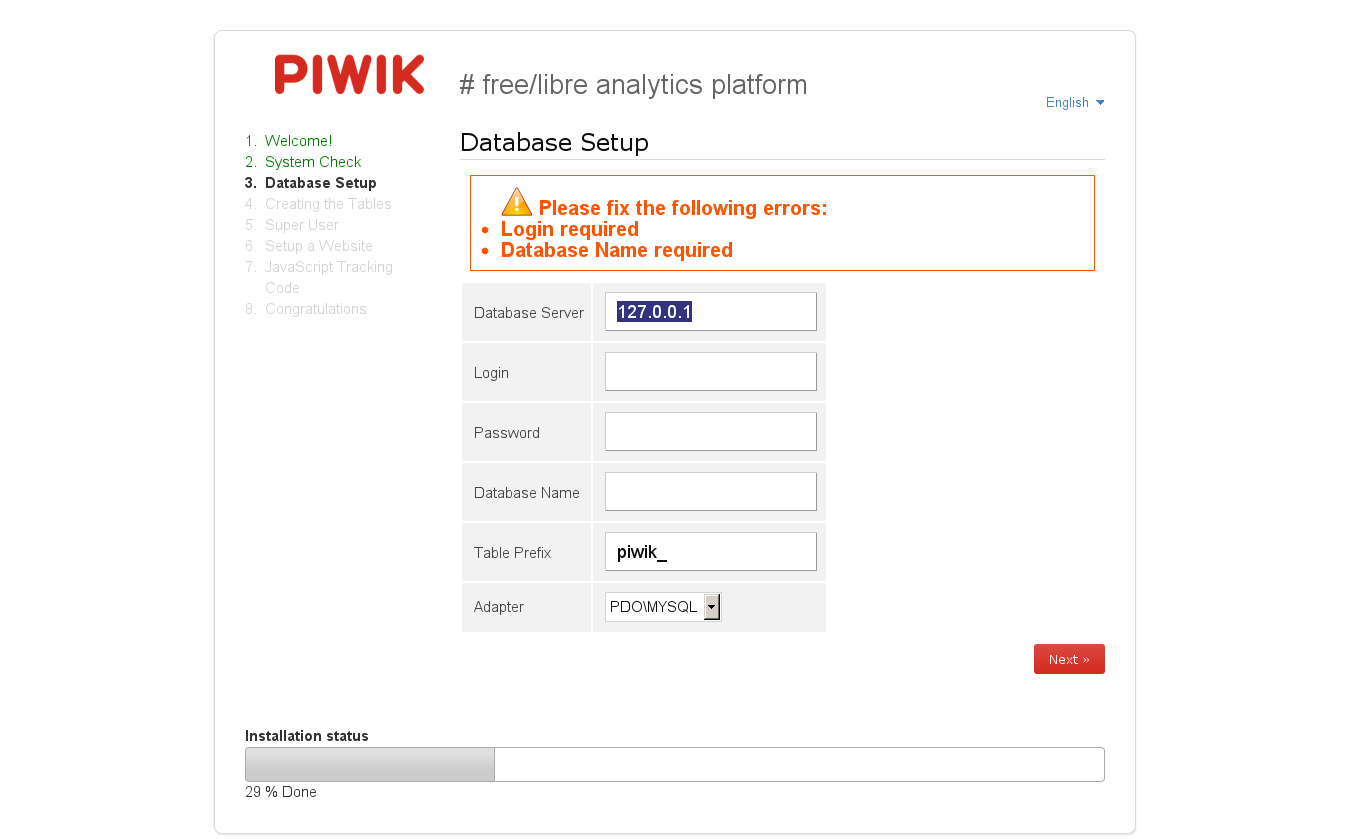 PIWIK # free/libre analytics platform
English
1. Welcome!
2. System Check
3. Database Setup
4. Creating the Tables
5. Super User
6. Setup a Website
7. JavaScript Tracking
Code
8. Congratulations
Database Setup
Please fix the following errors:
• Login required
• Database Name required
Database Server 127.0.0.1
Login
Password
Database Name
Table Prefix piwik_
Adapter PDO\MYSQL
Next »
Installation status
29 % Done